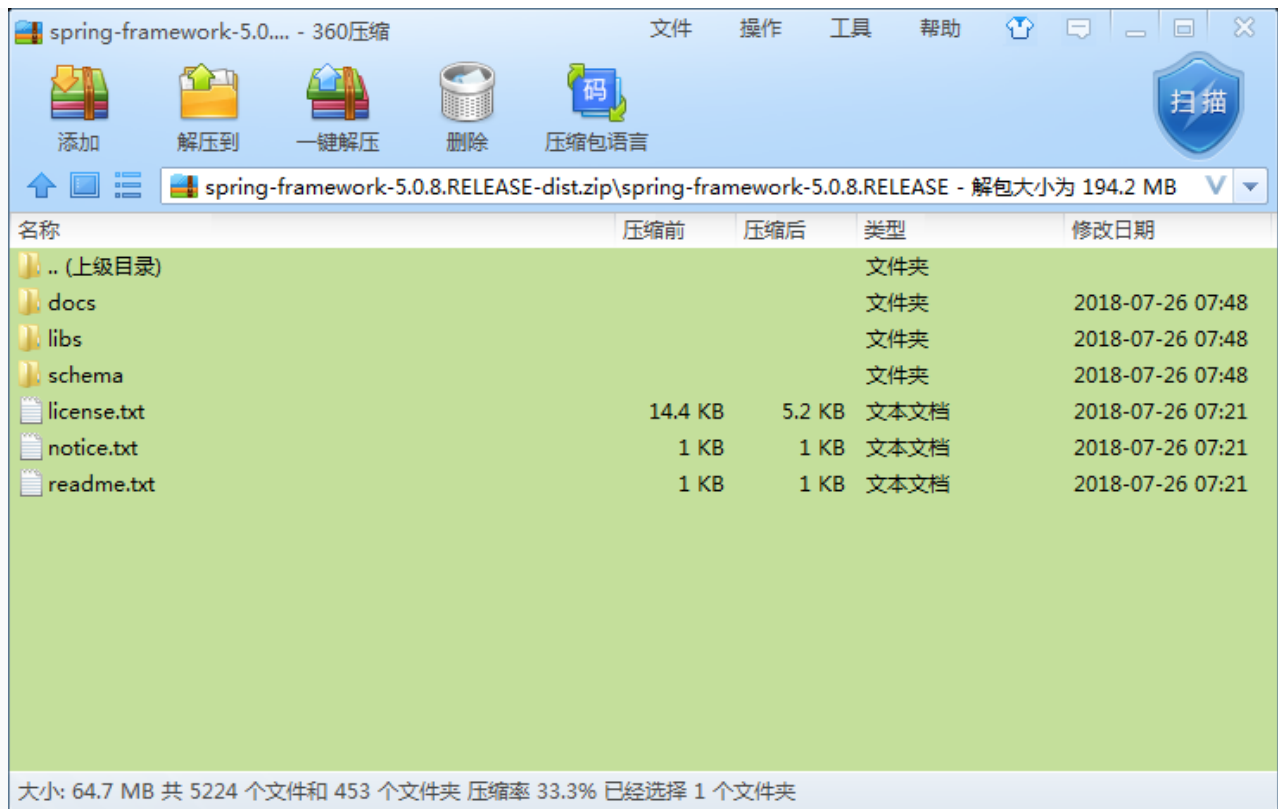 spring-framework-5.0.... - 360压缩 文件 操作 工具 帮助
码 扫描
添加 解压到 一键解压 删除 压缩包语言
spring-framework-5.0.8.RELEASE-dist.zip\spring-framework-5.0.8.RELEASE - 解包大小为 194.2 MB
名称 压缩前 压缩后 类型 修改日期
.. (上级目录) 文件夹
docs 文件夹 2018-07-26 07:48
libs 文件夹 2018-07-26 07:48
schema 文件夹 2018-07-26 07:48
license.txt 14.4 KB 5.2 KB 文本文档 2018-07-26 07:21
notice.txt 1 KB 1 KB 文本文档 2018-07-26 07:21
readme.txt 1 KB 1 KB 文本文档 2018-07-26 07:21
大小: 64.7 MB 共 5224 个文件和 453 个文件夹 压缩率 33.3% 已经选择 1 个文件夹